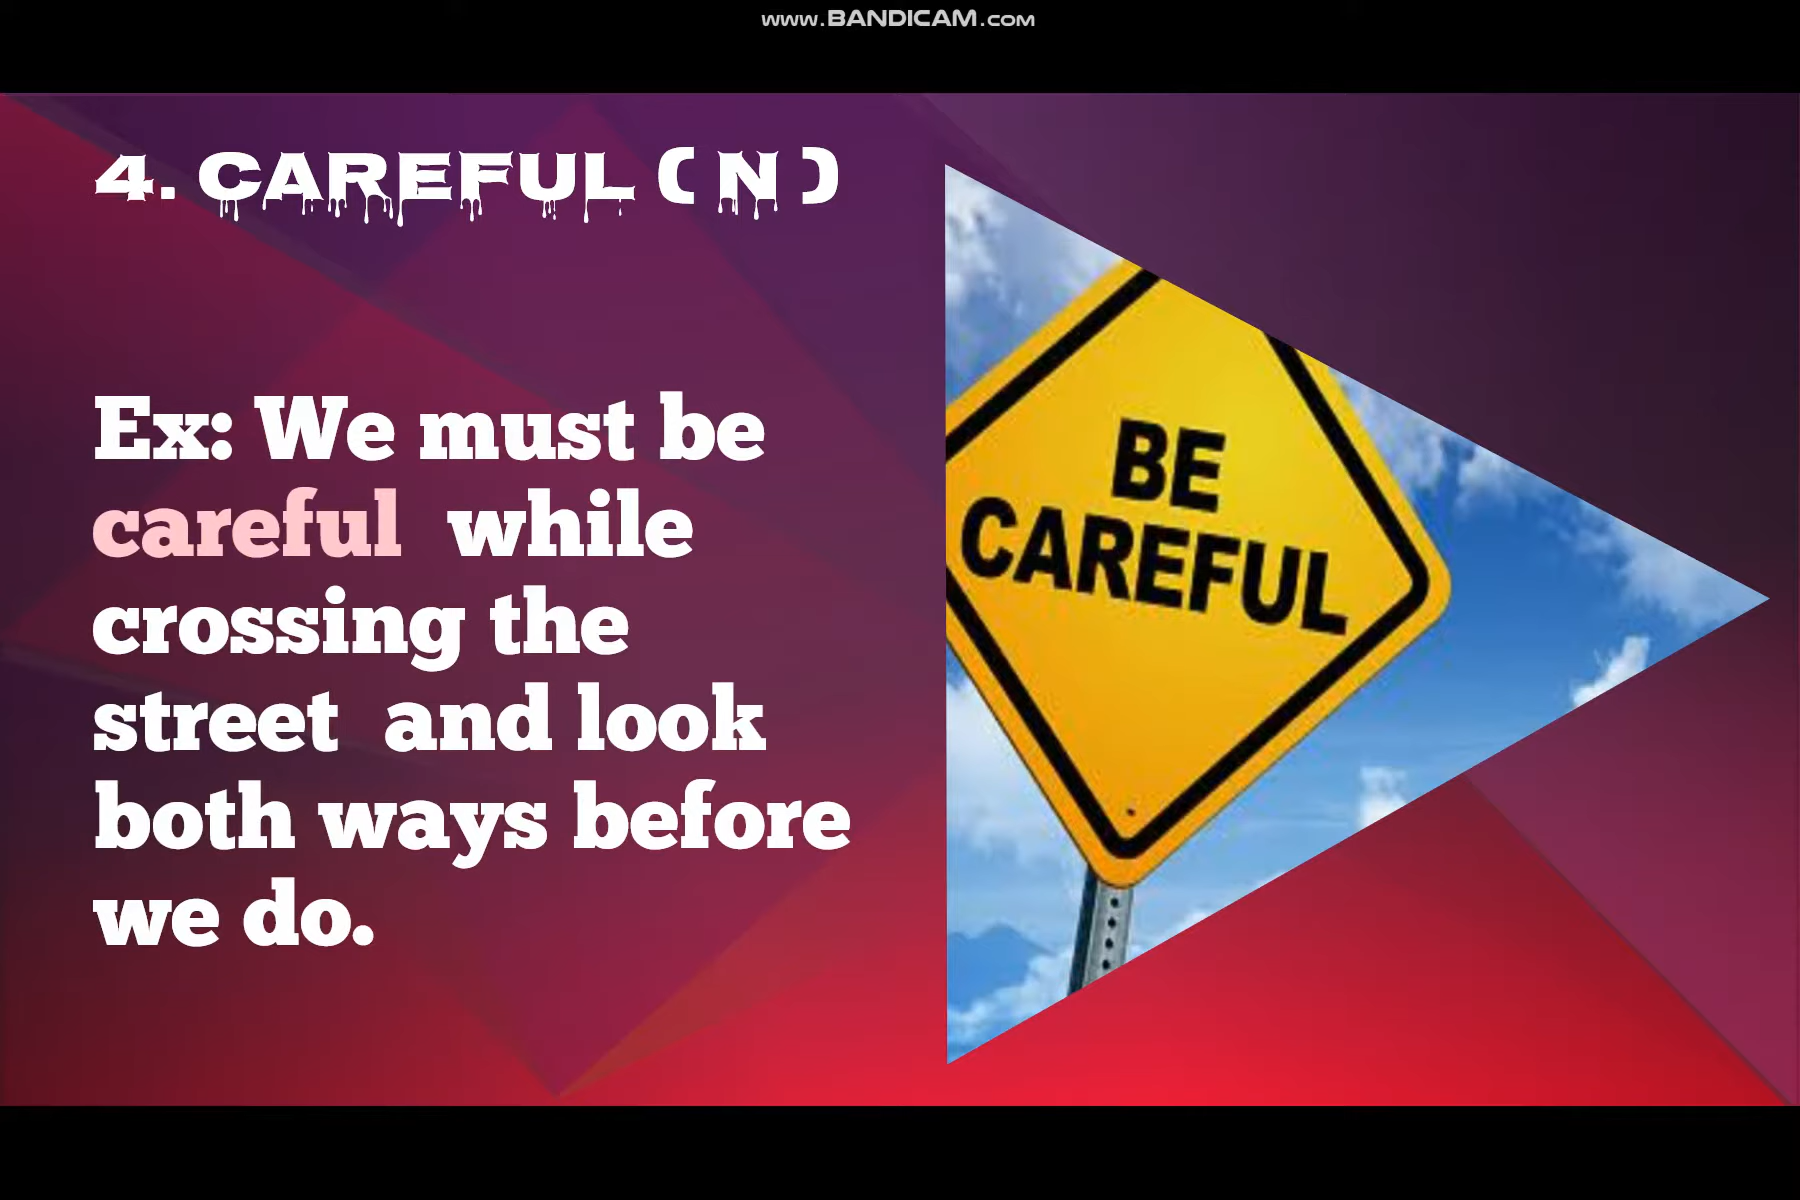 www.BANDICAM.com
4. CAREFUL ( N )
Ex: We must be
careful while
crossing the
street and look
both ways before
we do.
BE
CAREFUL